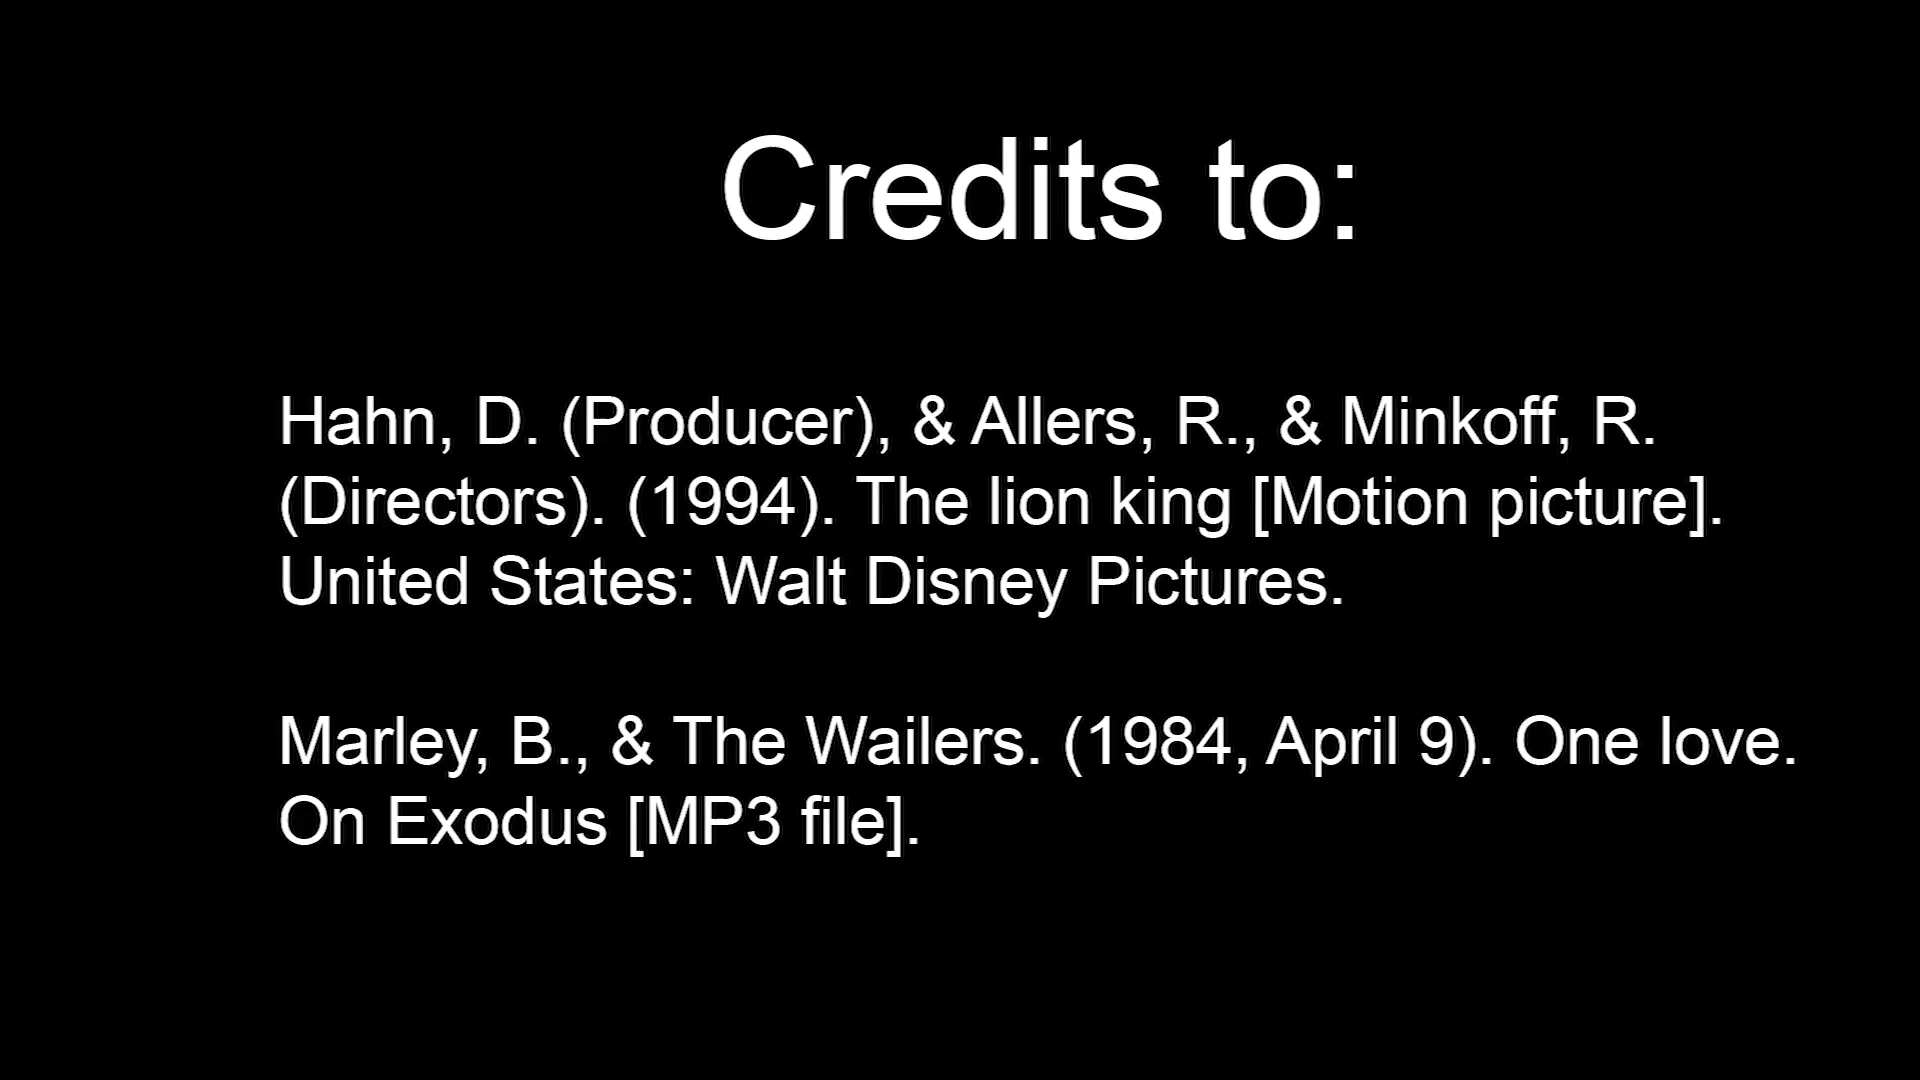 Credits to:
Hahn, D. (Producer), & Allers, R., & Minkoff, R.
(Directors). (1994). The lion king [Motion picture].
United States: Walt Disney Pictures.
Marley, B., & The Wailers. (1984, April 9). One love.
On Exodus [MP3 file].